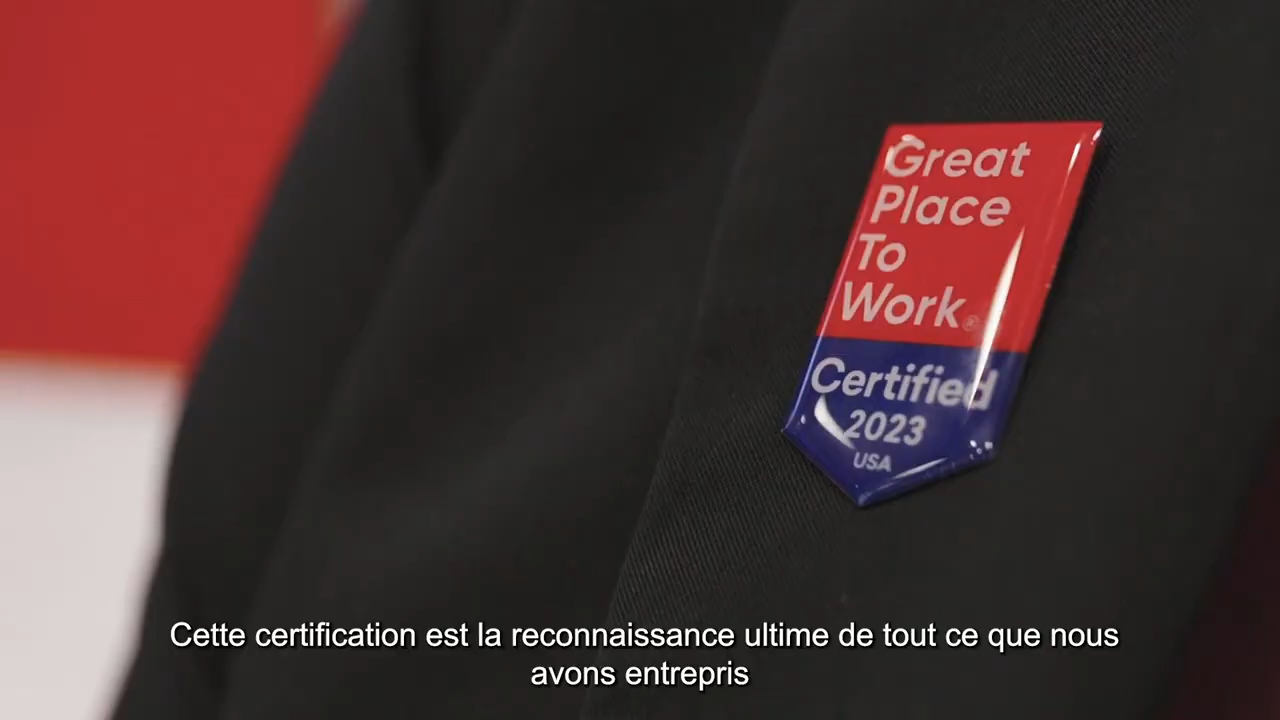 Great
Place
To
Work®
Certified
2023
USA
Cette certification est la reconnaissance ultime de tout ce que nous
avons entrepris